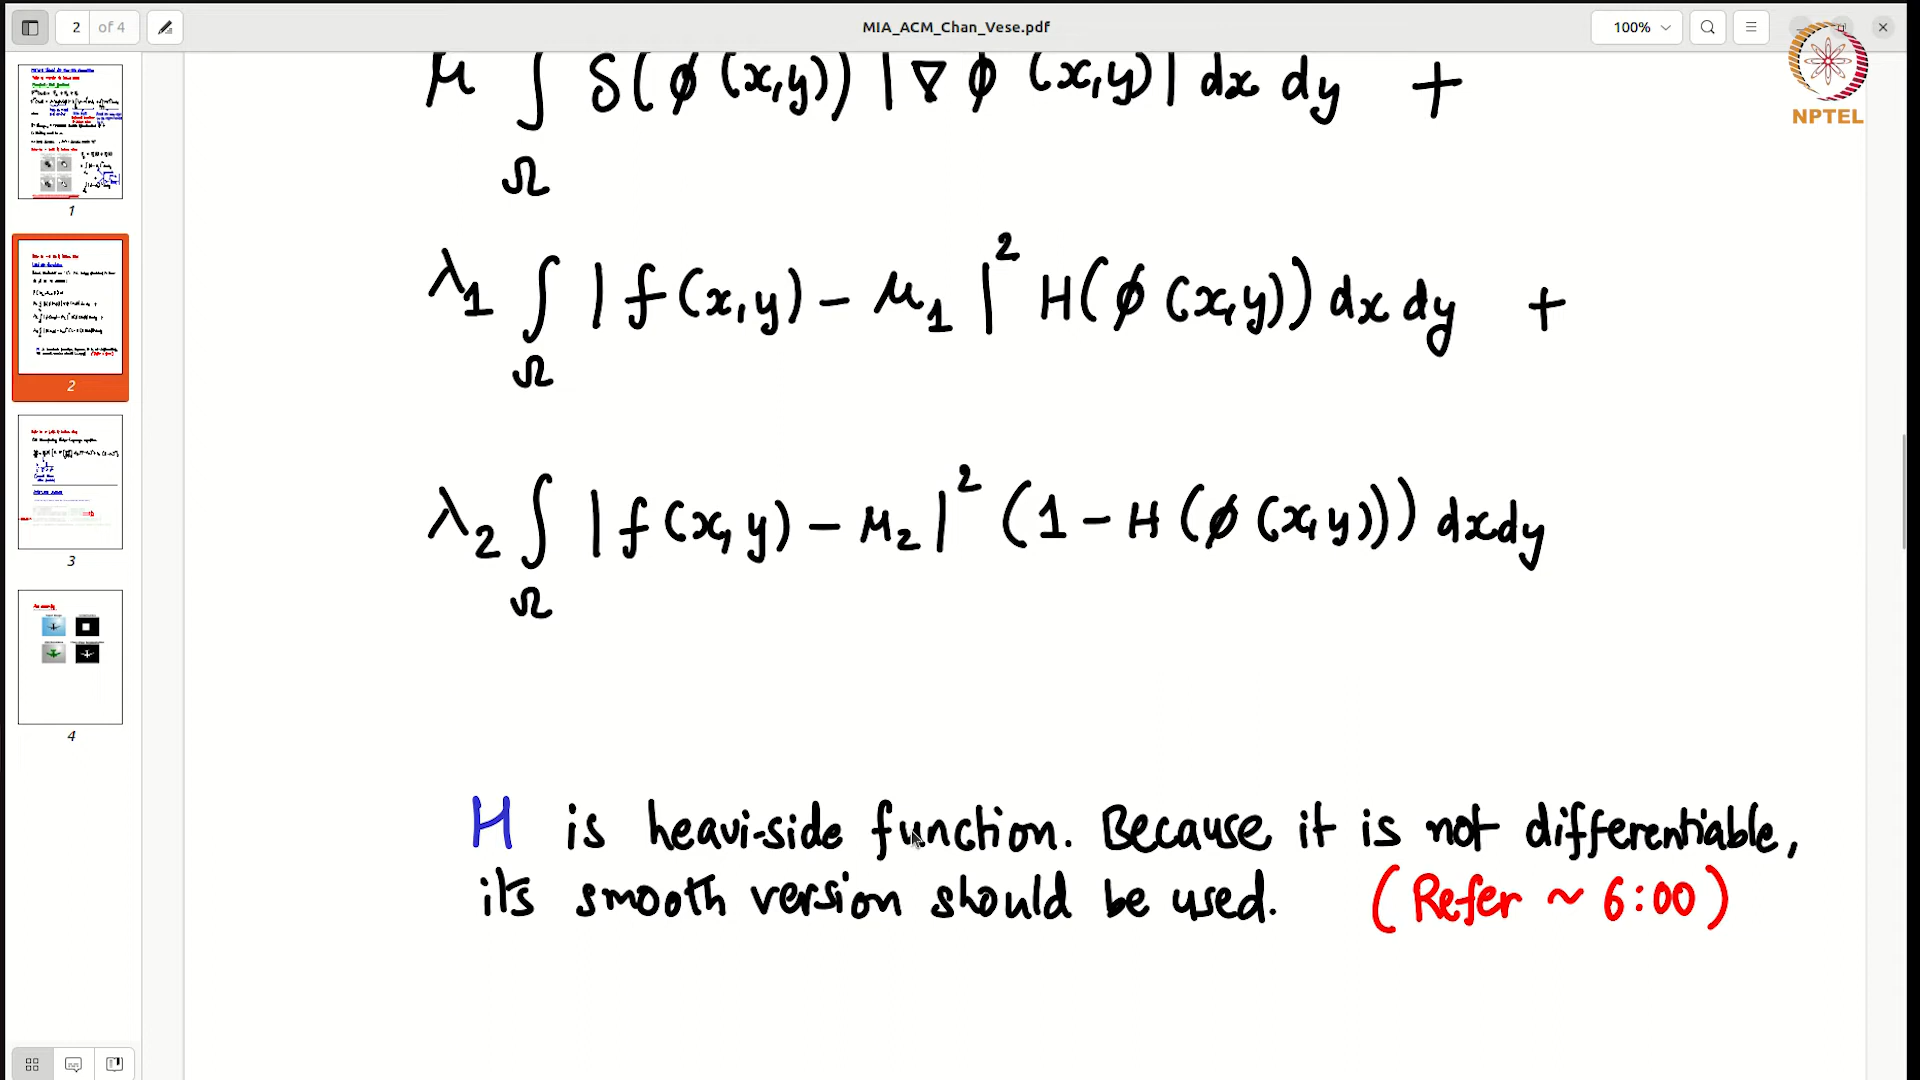 2 of 4
MIA_ACM_Chan_Vese.pdf
100%
NPTEL
μ ∫ δ(ϕ(x,y)) |∇ϕ(x,y)| dx dy +
Ω
λ1 ∫ |f(x,y) - μ1|² H(ϕ(x,y)) dx dy +
Ω
λ2 ∫ |f(x,y) - μ2|² (1 - H(ϕ(x,y))) dxdy
Ω
H is heavi-side function. Because it is not differentiable,
its smooth version should be used. (Refer ~ 6:00)
1
2
3
4